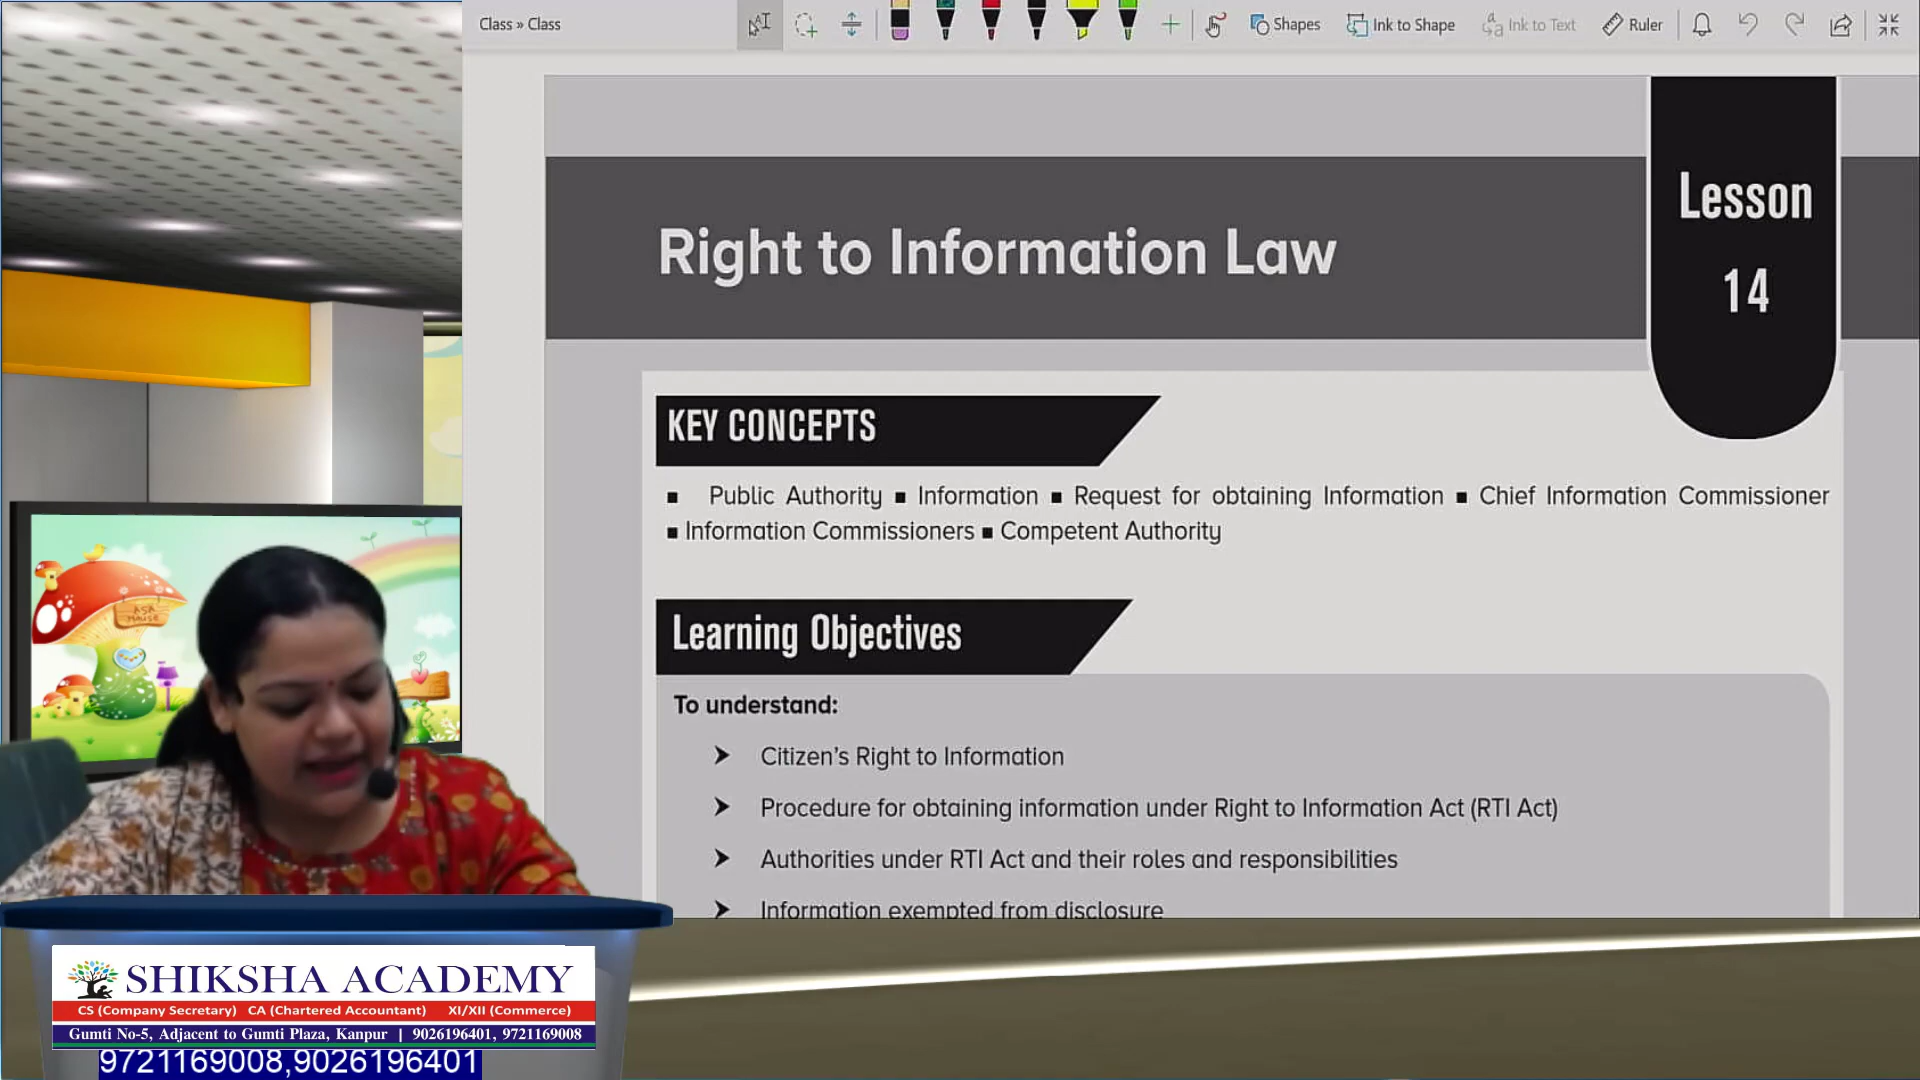 Class » Class
Shapes
Ink to Shape
Ink to Text
Ruler
Lesson
14
Right to Information Law
KEY CONCEPTS
■ Public Authority ■ Information ■ Request for obtaining Information ■ Chief Information Commissioner
■ Information Commissioners ■ Competent Authority
Learning Objectives
To understand:
➤ Citizen's Right to Information
➤ Procedure for obtaining information under Right to Information Act (RTI Act)
➤ Authorities under RTI Act and their roles and responsibilities
➤ Information exempted from disclosure
SHIKSHA ACADEMY
CS (Company Secretary) CA (Chartered Accountant) XI/XII (Commerce)
Gumti No-5, Adjacent to Gumti Plaza, Kanpur | 9026196401, 9721169008
9721169008,9026196401